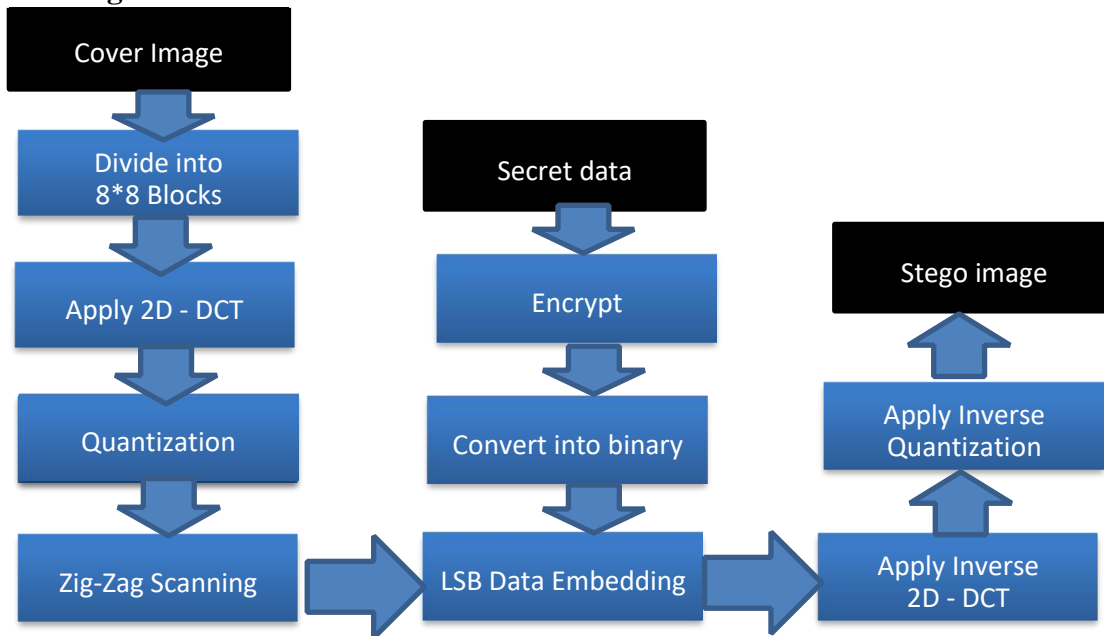 Cover Image
Divide into
8*8 Blocks
Apply 2D - DCT
Quantization
Zig-Zag Scanning
Secret data
Encrypt
Convert into binary
LSB Data Embedding
Stego image
Apply Inverse
Quantization
Apply Inverse
2D - DCT